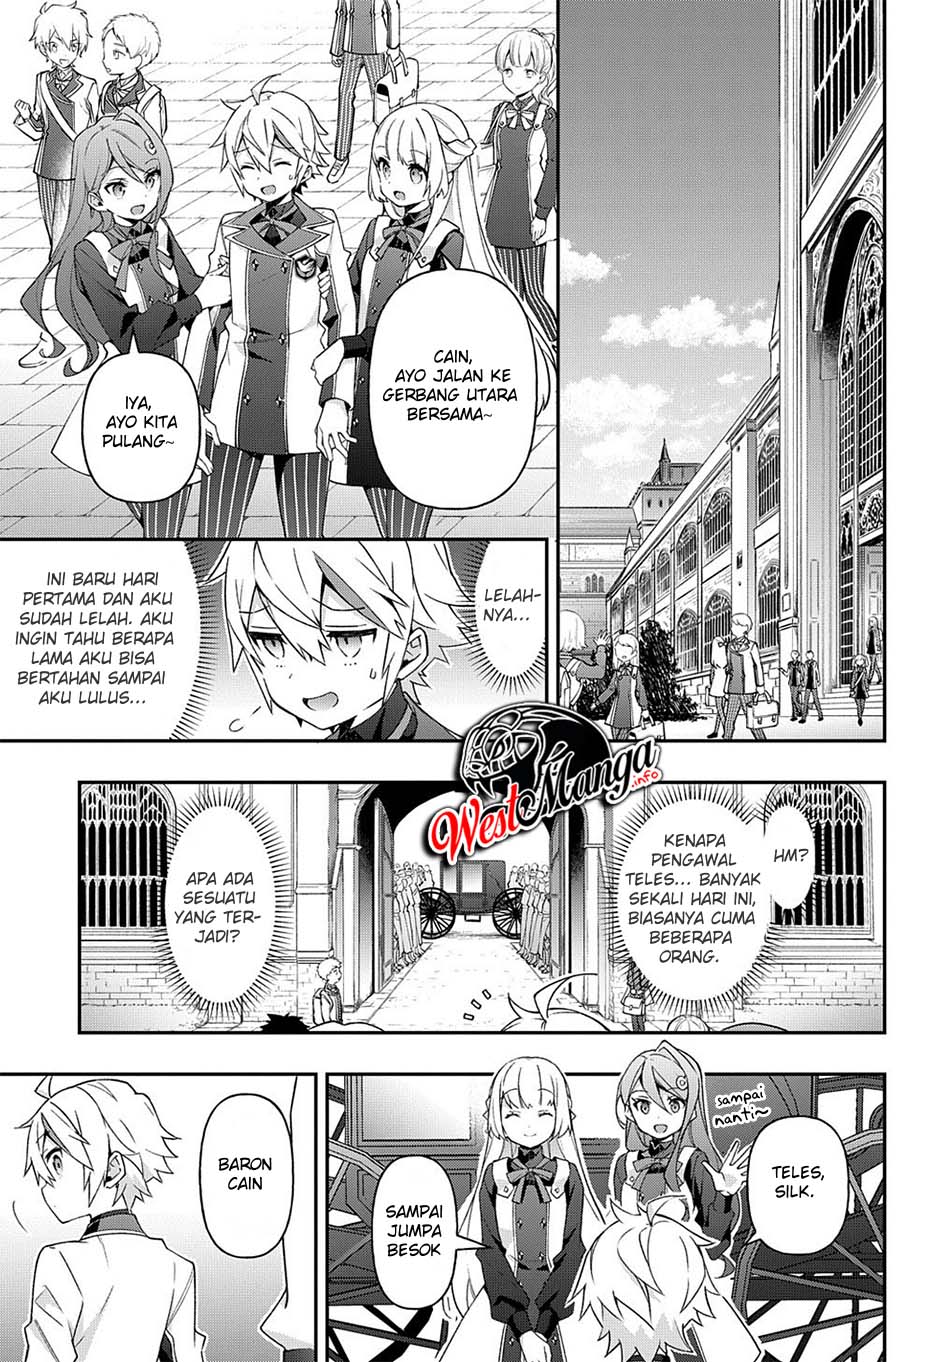 CAIN,
AYO JALAN KE
GERBANG UTARA
BERSAMA~
IYA,
AYO KITA
PULANG~
LELAH-
NYA...
INI BARU HARI
PERTAMA DAN AKU
SUDAH LELAH. AKU
INGIN TAHU BERAPA
LAMA AKU BISA
BERTAHAN SAMPAI
AKU LULUS...
WestManga
.info
HM?
KENAPA
PENGAWAL
TELES... BANYAK
SEKALI HARI INI,
BIASANYA CUMA
BEBERAPA
ORANG.
APA ADA
SESUATU
YANG TER-
JADI?
TELES,
SILK.
sampai
nanti~
SAMPAI
JUMPA
BESOK
BARON
CAIN